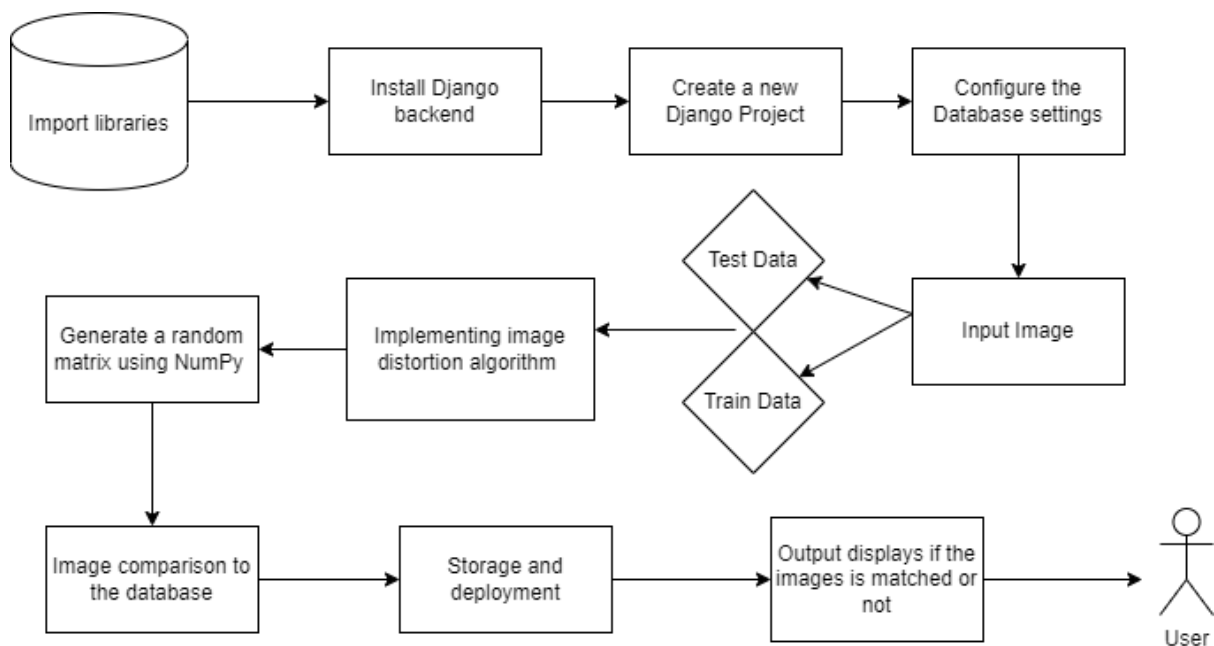 Import libraries
Install Django
backend
Create a new
Django Project
Configure the
Database settings
Input Image
Test Data
Train Data
Implementing image
distortion algorithm
Generate a random
matrix using NumPy
Image comparison to
the database
Storage and
deployment
Output displays if the
images is matched or
not
User